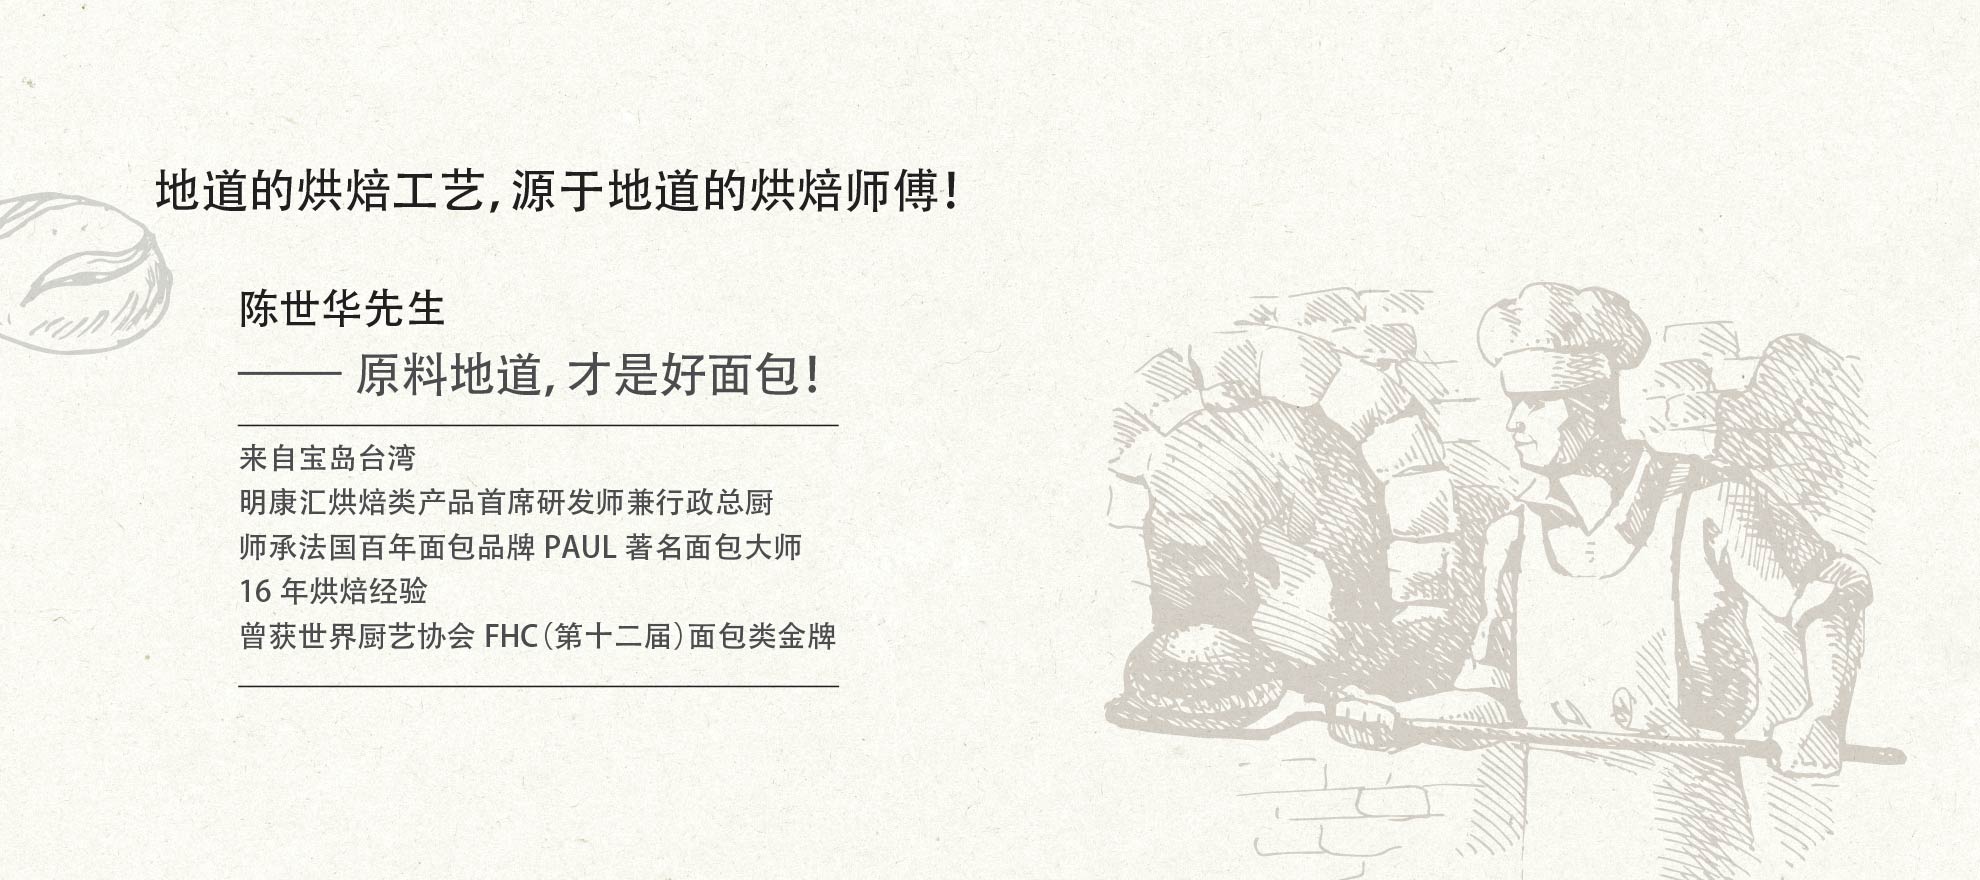 地道的烘焙工艺,源于地道的烘焙师傅!
陈世华先生
—— 原料地道,才是好面包!
来自宝岛台湾
明康汇烘焙类产品首席研发师兼行政总厨
师承法国百年面包品牌 PAUL 著名面包大师
16 年烘焙经验
曾获世界厨艺协会 FHC(第十二届)面包类金牌